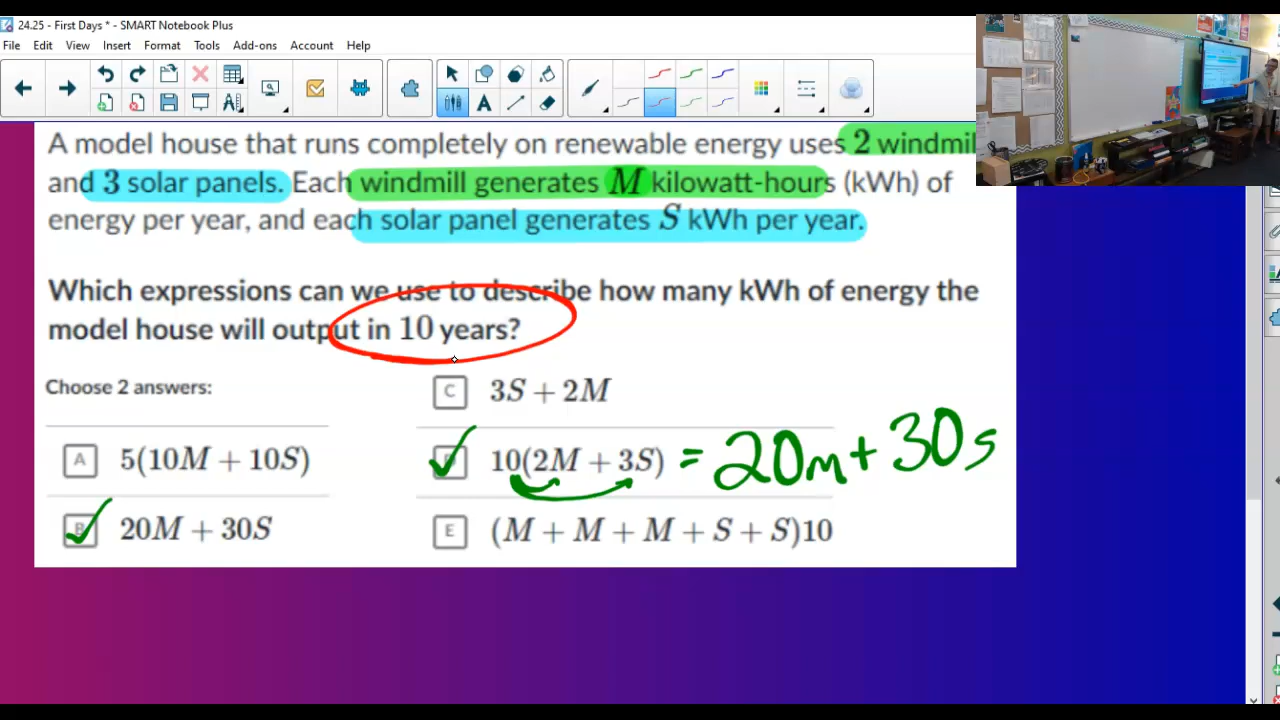 24.25 - First Days * - SMART Notebook Plus
File Edit View Insert Format Tools Add-ons Account Help
A model house that runs completely on renewable energy uses 2 windmil
and 3 solar panels. Each windmill generates M kilowatt-hours (kWh) of
energy per year, and each solar panel generates S kWh per year.
Which expressions can we use to describe how many kWh of energy the
model house will output in 10 years?
Choose 2 answers:
A 5(10M + 10S)
B 20M + 30S
C 3S + 2M
10(2M + 3S) = 20m + 30s
E (M + M + M + S + S)10